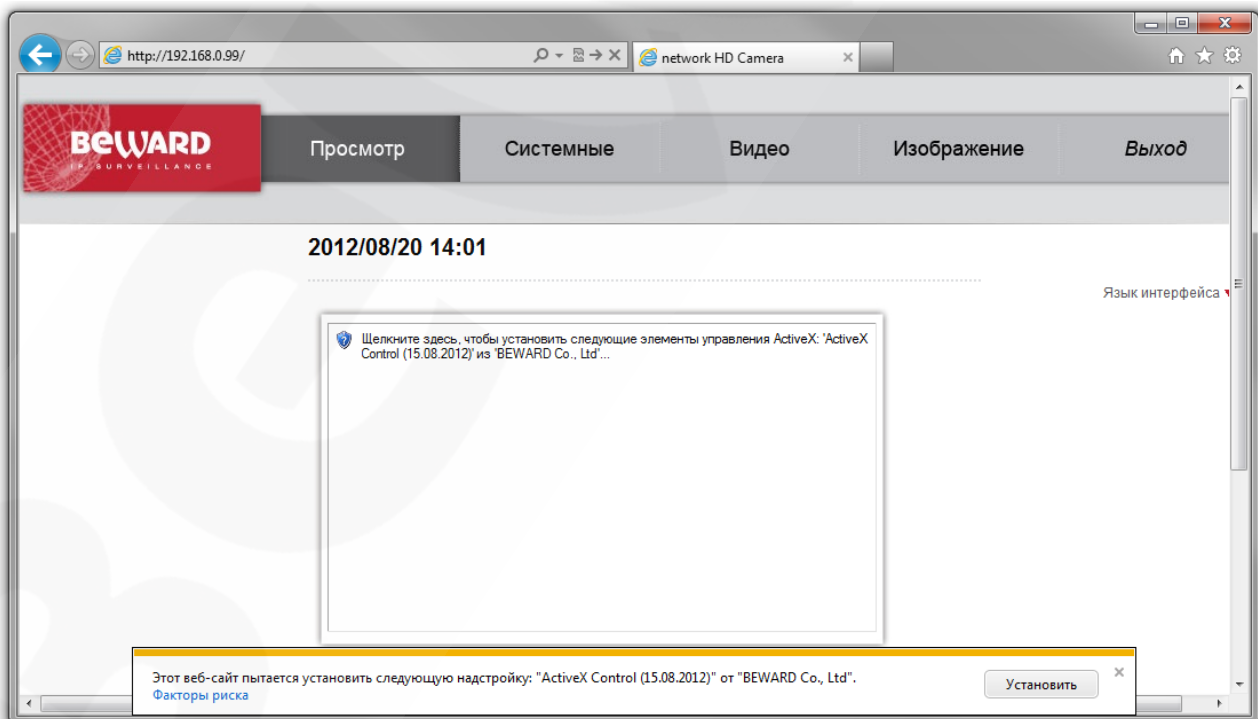 http://192.168.0.99/
network HD Camera
BEWARD
IP SURVEILLANCE
Просмотр
Системные
Видео
Изображение
Выход
2012/08/20 14:01
Язык интерфейса
Щелкните здесь, чтобы установить следующие элементы управления ActiveX: 'ActiveX
Control (15.08.2012)' из 'BEWARD Co., Ltd'...
Этот веб-сайт пытается установить следующую надстройку: "ActiveX Control (15.08.2012)" от "BEWARD Co., Ltd".
Факторы риска
Установить